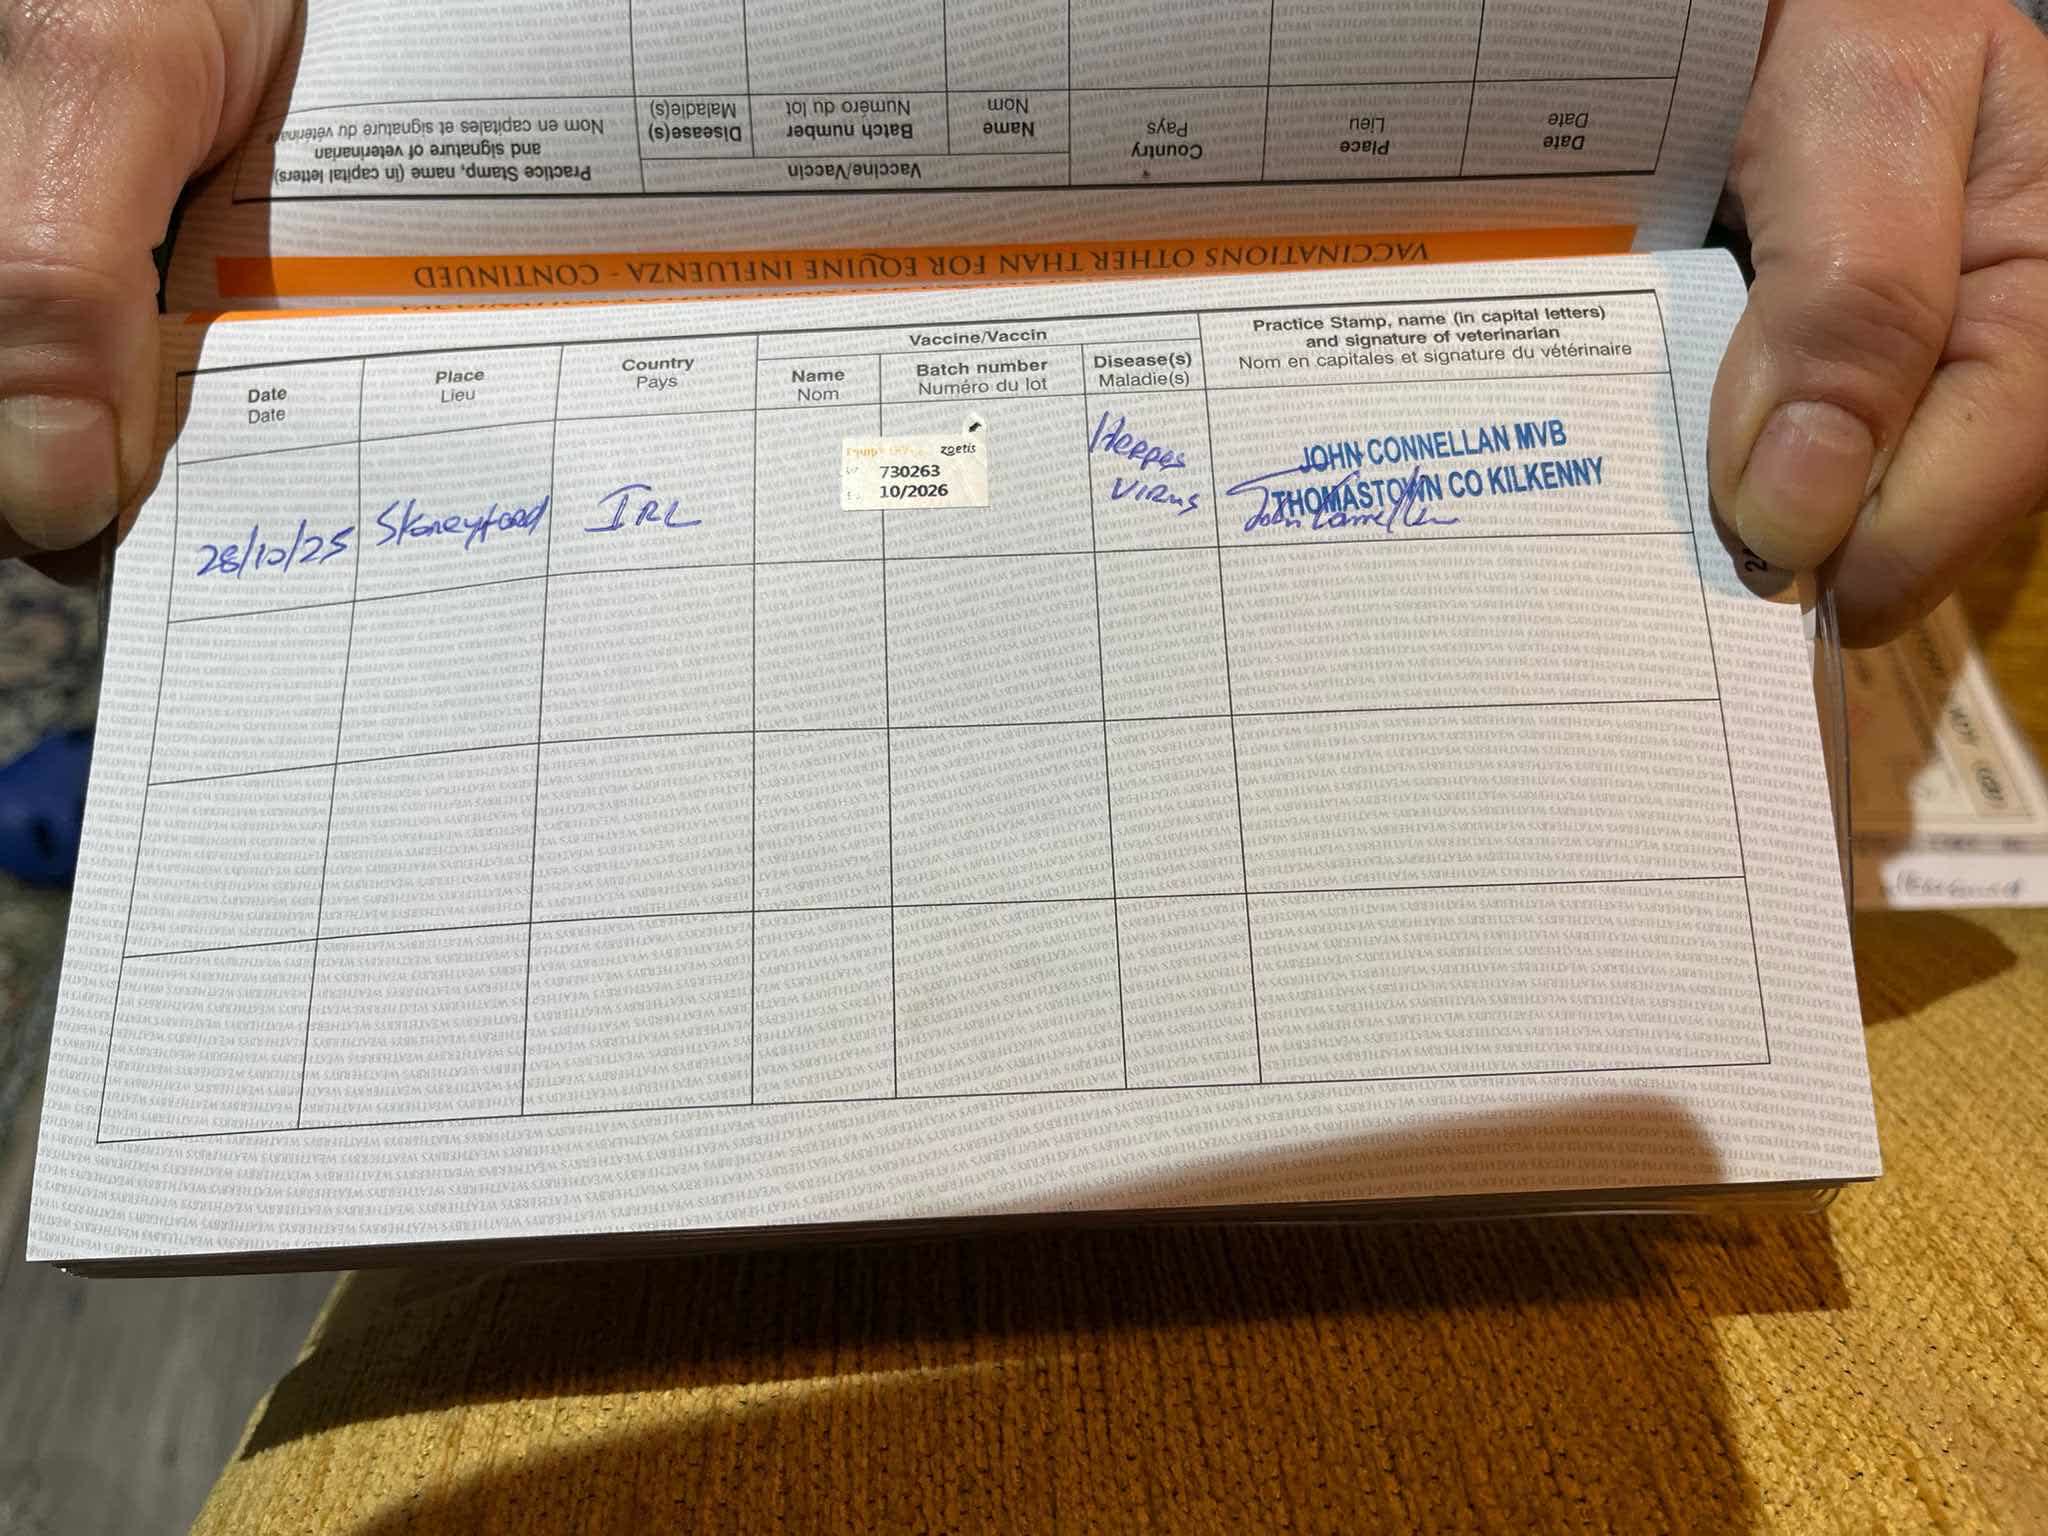 Practice Stamp, name (in capital letters)
and signature of veterinarian
Nom en capitales et signature du
Vaccine/Vaccin
Disease(s)
Maladie(s)
Batch number
Numéro du lot
Name
Nom
Country
Pays
Place
Lieu
Date
Date
VACCINATIONS OTHER THAN FOR EQUINE INFLUENZA - CONTINUED
Date
Date
Place
Lieu
Country
Pays
Vaccine/Vaccin
Name
Nom
Batch number
Numéro du lot
Disease(s)
Maladie(s)
Practice Stamp, name (in capital letters)
and signature of veterinarian
Nom en capitales et signature du vétérinaire
28/10/25
Stoneyford
IRL
zoetis
730263
10/2026
Herpes
Virus
JOHN CONNELLAN MVB
THOMASTOWN CO KILKENNY
John Connellan
WEATHERBYS